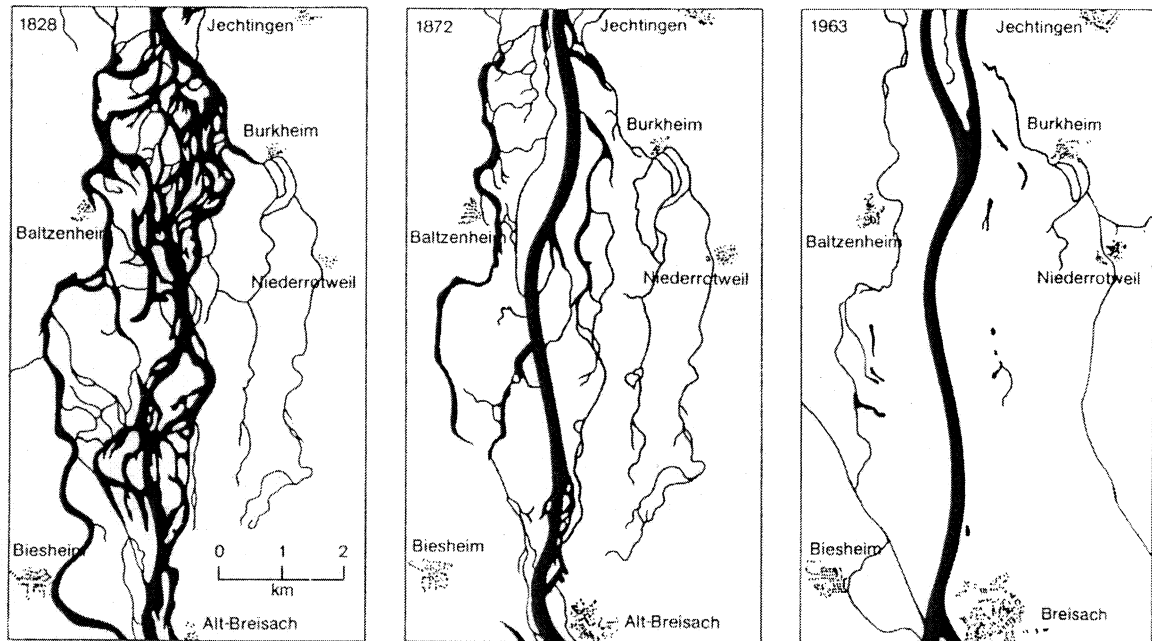 1828
Jechtingen
Burkheim
Baltzenheim
Niederrotweil
Biesheim
0 1 2
km
Alt-Breisach
1872
Jechtingen
Burkheim
Baltzenheim
Niederrotweil
Biesheim
Alt-Breisach
1963
Jechtingen
Burkheim
Baltzenheim
Niederrotweil
Biesheim
Breisach